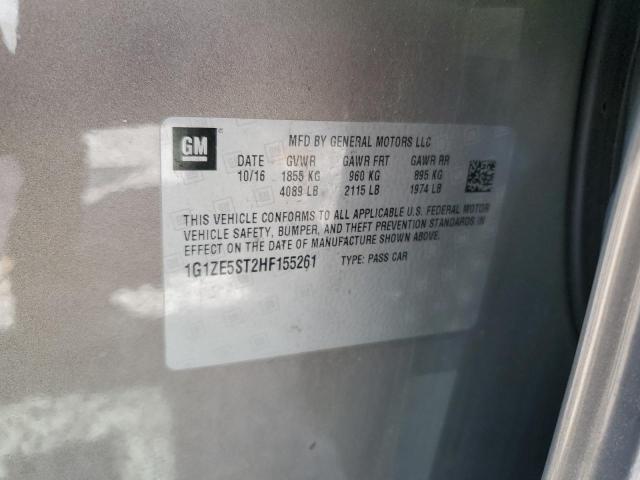 GM
MFD BY GENERAL MOTORS LLC
DATE GVWR GAWR FRT GAWR RR
10/16 1855 KG 960 KG 895 KG
4089 LB 2115 LB 1974 LB
THIS VEHICLE CONFORMS TO ALL APPLICABLE U.S. FEDERAL MOTOR
VEHICLE SAFETY, BUMPER, AND THEFT PREVENTION STANDARDS IN
EFFECT ON THE DATE OF MANUFACTURE SHOWN ABOVE.
1G1ZE5ST2HF155261 TYPE: PASS CAR